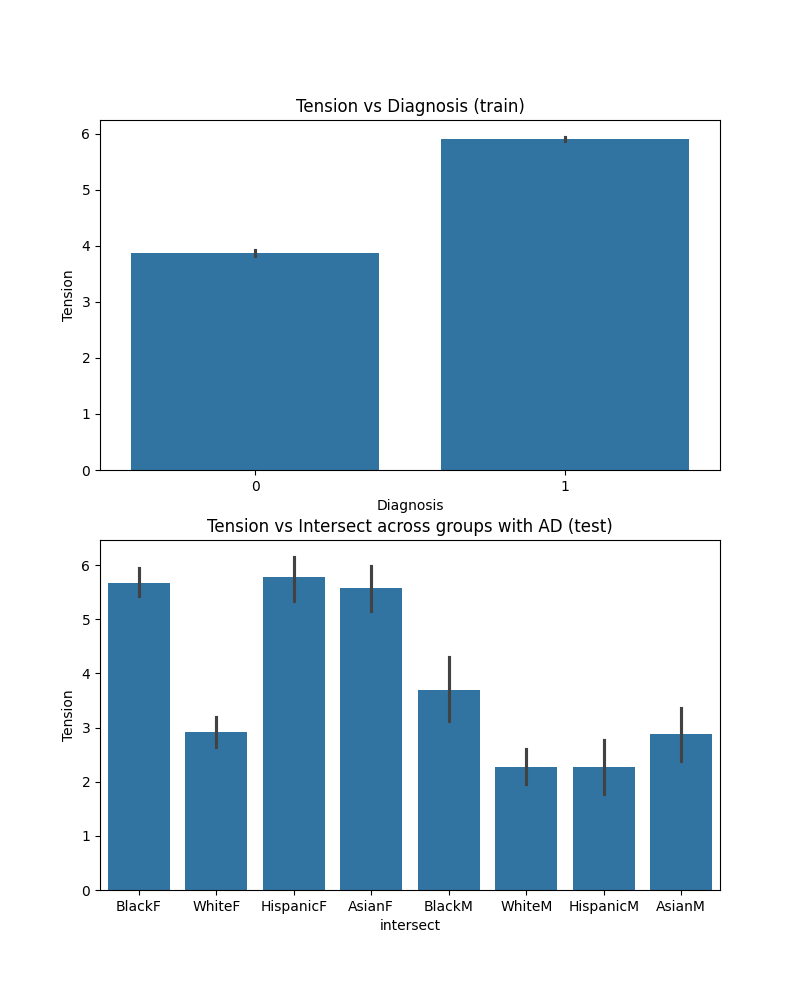 Tension vs Diagnosis (train)
6
5
4
3
2
1
0
Tension
0 1
Diagnosis
Tension vs Intersect across groups with AD (test)
6
5
4
3
2
1
0
Tension
BlackF WhiteF HispanicF AsianF BlackM WhiteM HispanicM AsianM
intersect